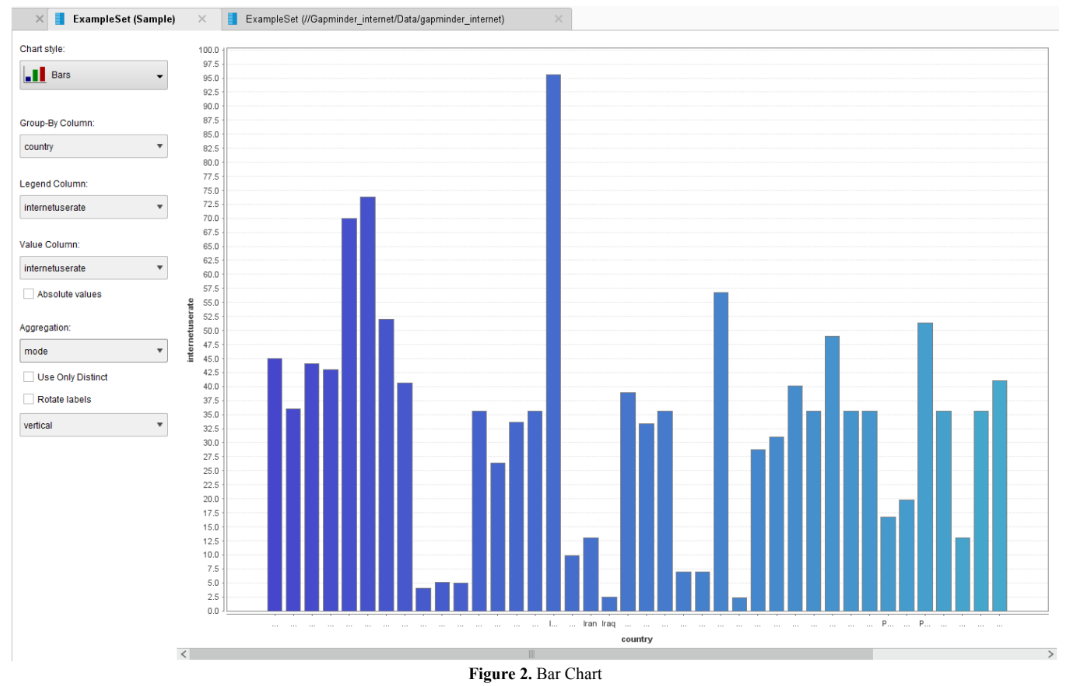 ExampleSet (Sample)
ExampleSet (//Gapminder_internet/Data/gapminder_internet)
Chart style:
Bars
Group-By Column:
country
Legend Column:
internetuserate
Value Column:
internetuserate
Absolute values
Aggregation:
mode
Use Only Distinct
Rotate labels
vertical
internetuserate
100.0
97.5
95.0
92.5
90.0
87.5
85.0
82.5
80.0
77.5
75.0
72.5
70.0
67.5
65.0
62.5
60.0
57.5
55.0
52.5
50.0
47.5
45.0
42.5
40.0
37.5
35.0
32.5
30.0
27.5
25.0
22.5
20.0
17.5
15.0
12.5
10.0
7.5
5.0
2.5
0.0
... ... ... ... ... ... ... ... ... ... ... ... ... ... ... I... ... Iran Iraq ... ... ... ... ... ... ... ... ... ... ... ... ... ... P... ... P... ... ... ... ...
country
Figure 2. Bar Chart